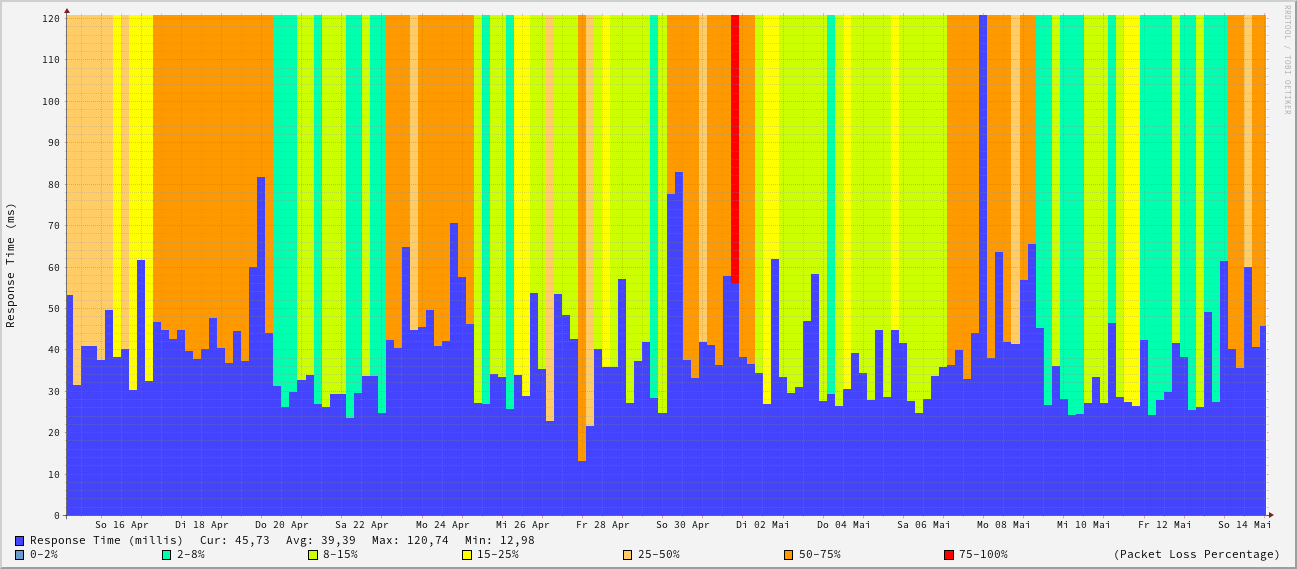 RRDTOOL / TOBI OETIKER
Response Time (ms)
120
110
100
90
80
70
60
50
40
30
20
10
0
So 16 Apr Di 18 Apr Do 20 Apr Sa 22 Apr Mo 24 Apr Mi 26 Apr Fr 28 Apr So 30 Apr Di 02 Mai Do 04 Mai Sa 06 Mai Mo 08 Mai Mi 10 Mai Fr 12 Mai So 14 Mai
Response Time (millis) Cur: 45,73 Avg: 39,39 Max: 120,74 Min: 12,98
0-2% 2-8% 8-15% 15-25% 25-50% 50-75% 75-100% (Packet Loss Percentage)